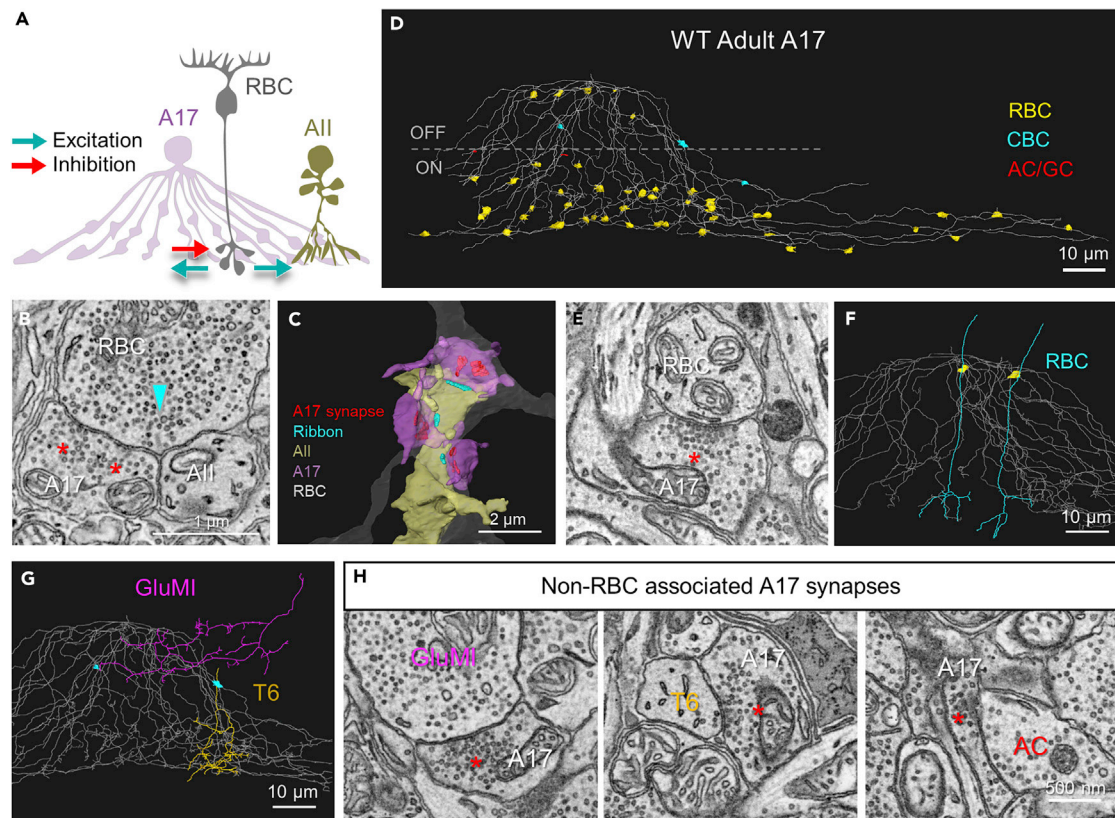 A
RBC
A17
AII
Excitation
Inhibition
D
WT Adult A17
OFF
ON
RBC
CBC
AC/GC
10 µm
B
RBC
A17
AII
1 µm
*
*
C
A17 synapse
Ribbon
AII
A17
RBC
2 µm
E
RBC
*
A17
F
RBC
10 µm
G
GluMI
T6
10 µm
H
Non-RBC associated A17 synapses
GluMI
*
A17
A17
T6
*
A17
*
AC
500 nm